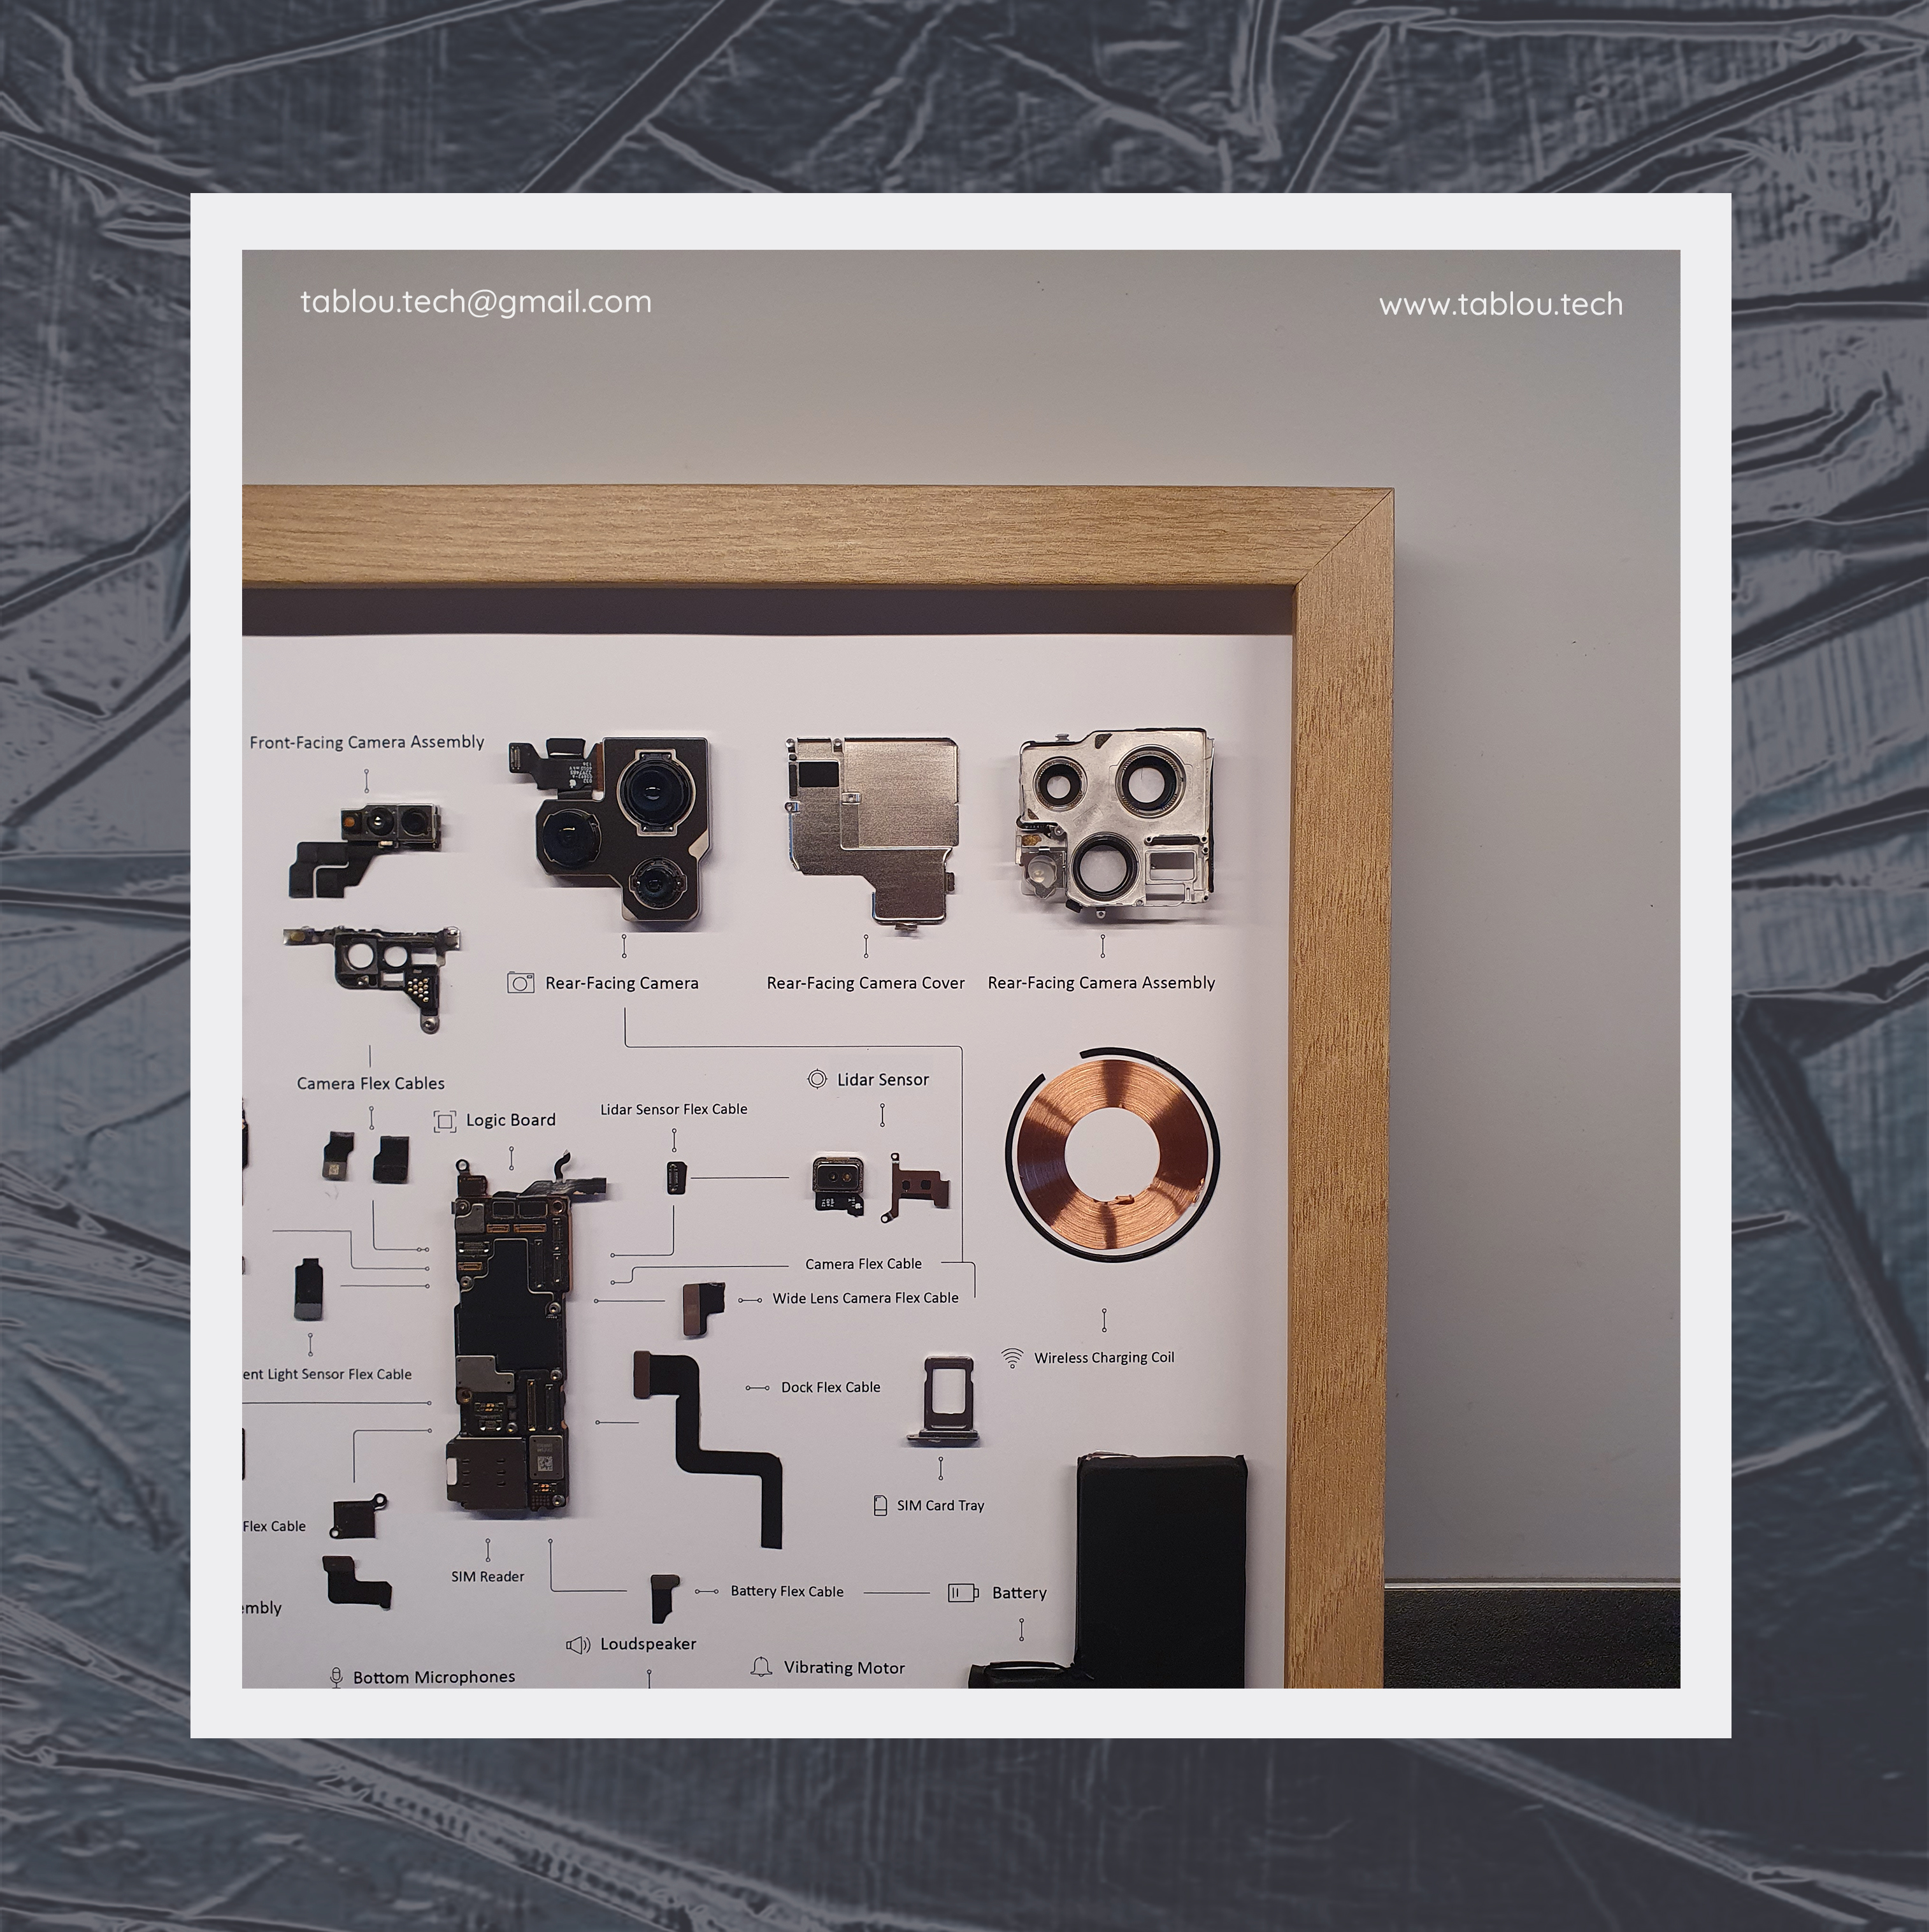 tablou.tech@gmail.com
www.tablou.tech
Front-Facing Camera Assembly
Rear-Facing Camera
Rear-Facing Camera Cover
Rear-Facing Camera Assembly
Camera Flex Cables
Logic Board
Lidar Sensor Flex Cable
Lidar Sensor
Camera Flex Cable
Wide Lens Camera Flex Cable
Wireless Charging Coil
ent Light Sensor Flex Cable
Dock Flex Cable
SIM Card Tray
Flex Cable
SIM Reader
Battery Flex Cable
Battery
mbly
Loudspeaker
Vibrating Motor
Bottom Microphones